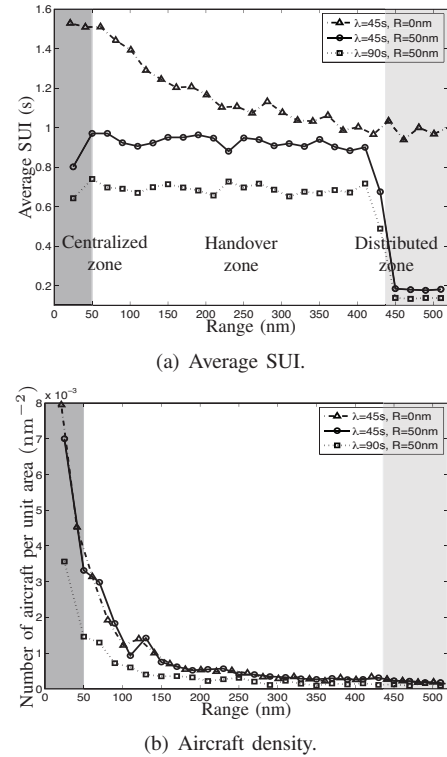 1.6
1.4
1.2
1
0.8
0.6
0.4
0.2
Average SUI (s)
λ=45s, R=0nm
λ=45s, R=50nm
λ=90s, R=50nm
Centralized
zone
Handover
zone
Distributed
zone
0 50 100 150 200 250 300 350 400 450 500
Range (nm)
(a) Average SUI.
x 10⁻³
8
7
6
5
4
3
2
1
0
Number of aircraft per unit area (nm⁻²)
λ=45s, R=0nm
λ=45s, R=50nm
λ=90s, R=50nm
0 50 100 150 200 250 300 350 400 450 500
Range (nm)
(b) Aircraft density.